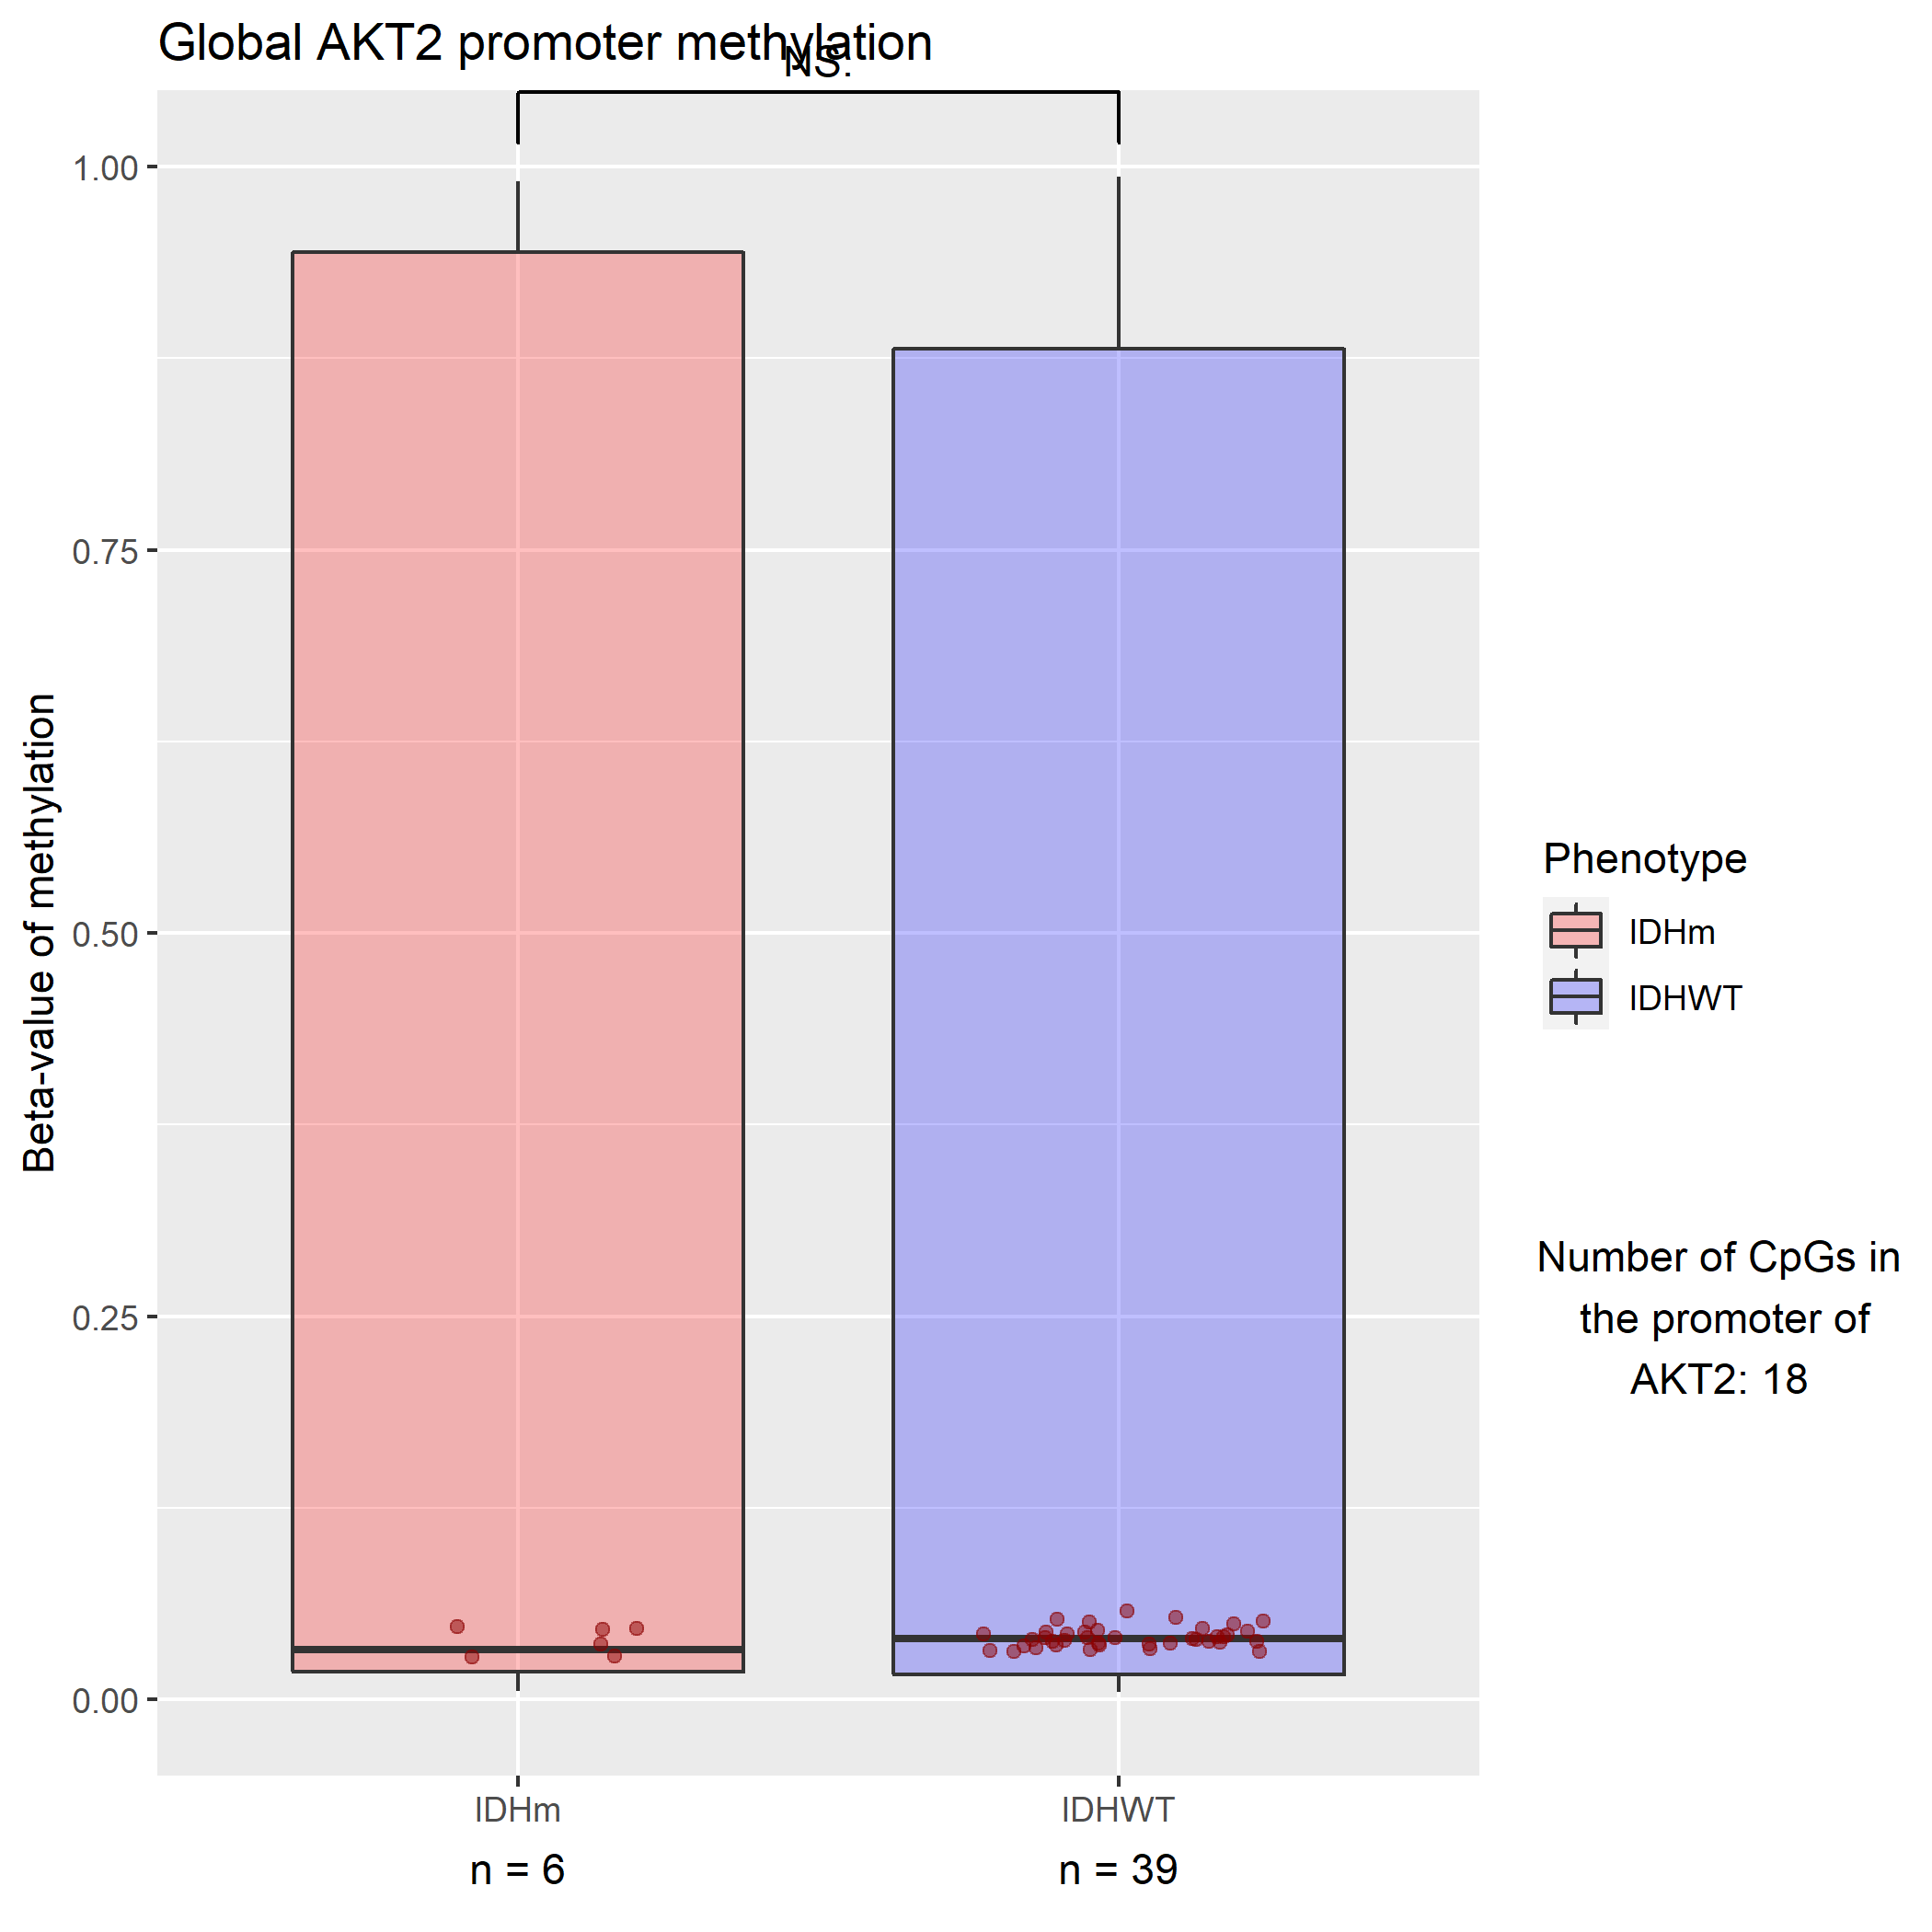 Global AKT2 promoter methylation
NS.
1.00
0.75
0.50
0.25
0.00
Beta-value of methylation
IDHm
IDHWT
n = 6
n = 39
Phenotype
IDHm
IDHWT
Number of CpGs in
the promoter of
AKT2: 18